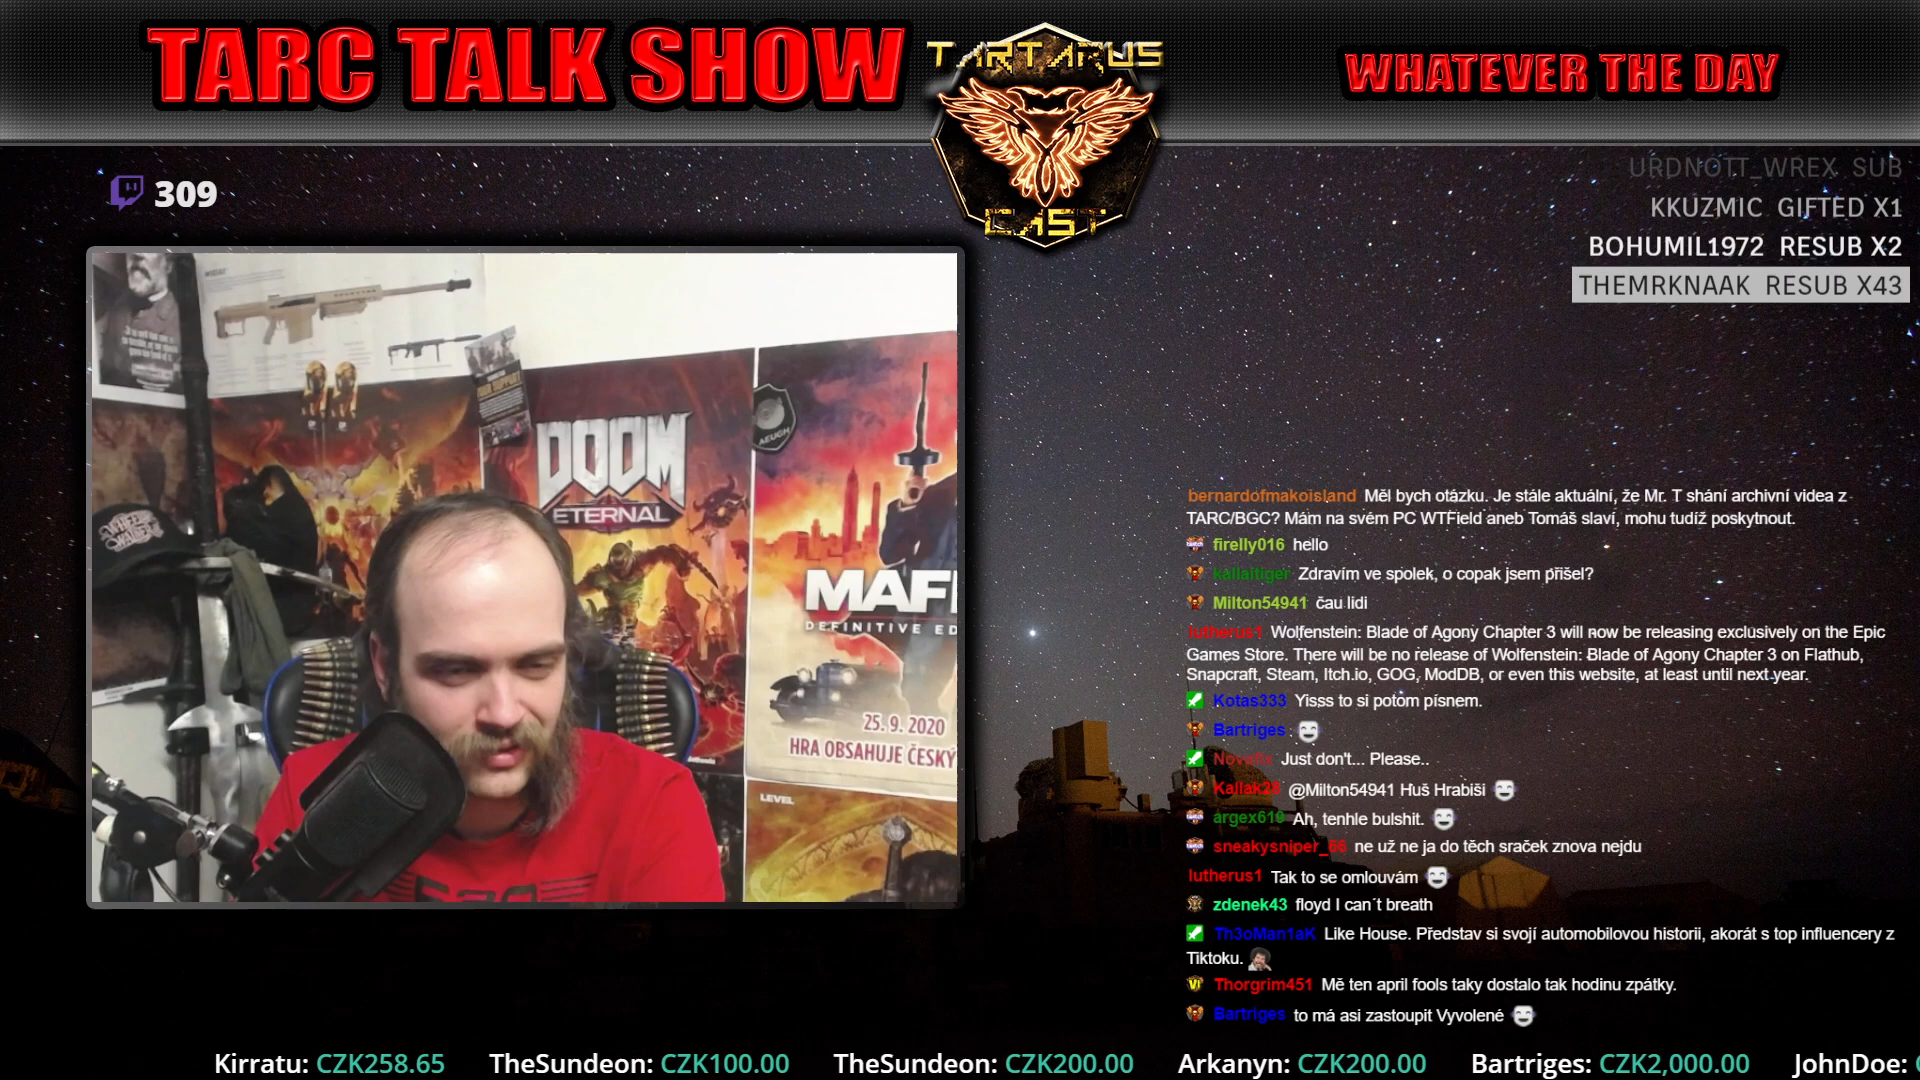 TARC TALK SHOW
TARTARUS
CAST
WHATEVER THE DAY
309
URDNOTT_WREX SUB
KKUZMIC GIFTED X1
BOHUMIL1972 RESUB X2
THEMRKNAAK RESUB X43
DOOM
ETERNAL
AEUGH
MAF
DEFINITIVE ED
25. 9. 2020
HRA OBSAHUJE ČESKÝ
LEVEL
bernardofmakoisland Měl bych otázku. Je stále aktuální, že Mr. T shání archivní videa z
TARC/BGC? Mám na svém PC WTField aneb Tomáš slaví, mohu tudíž poskytnout.
firelly016 hello
kallaitiger Zdravím ve spolek, o copak jsem přišel?
Milton54941 čau lidi
lutherus1 Wolfenstein: Blade of Agony Chapter 3 will now be releasing exclusively on the Epic
Games Store. There will be no release of Wolfenstein: Blade of Agony Chapter 3 on Flathub,
Snapcraft, Steam, Itch.io, GOG, ModDB, or even this website, at least until next year.
Kotas333 Yisss to si potom písnem.
Bartriges :
Just don't... Please..
Kallak28 @Milton54941 Huš Hrabiši
argex619 Ah, tenhle bulshit.
sneakysniper_66 ne už ne ja do těch sraček znova nejdu
lutherus1 Tak to se omlouvám
zdenek43 floyd I can´t breath
Th3oMan1aK Like House. Představ si svojí automobilovou historii, akorát s top influencery z
Tiktoku.
Thorgrim451 Mě ten april fools taky dostalo tak hodinu zpátky.
Bartriges to má asi zastoupit Vyvolené
Kirratu: CZK258.65 TheSundeon: CZK100.00 TheSundeon: CZK200.00 Arkanyn: CZK200.00 Bartriges: CZK2,000.00 JohnDoe: